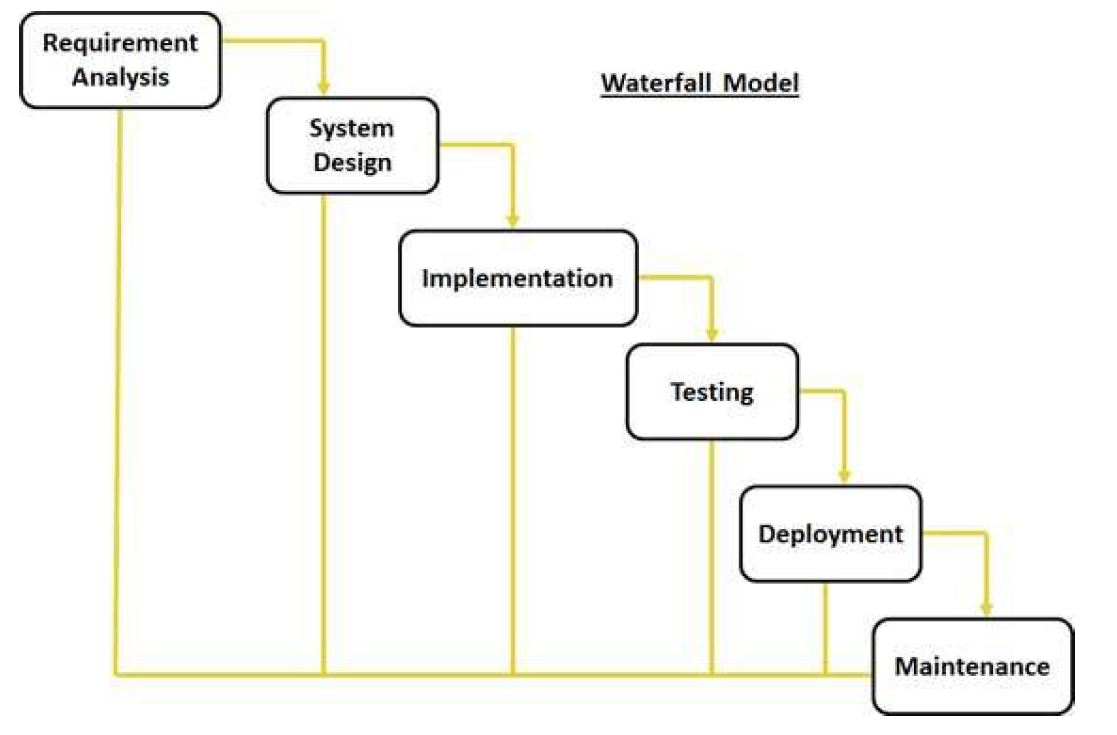 Requirement
Analysis
Waterfall Model
System
Design
Implementation
Testing
Deployment
Maintenance